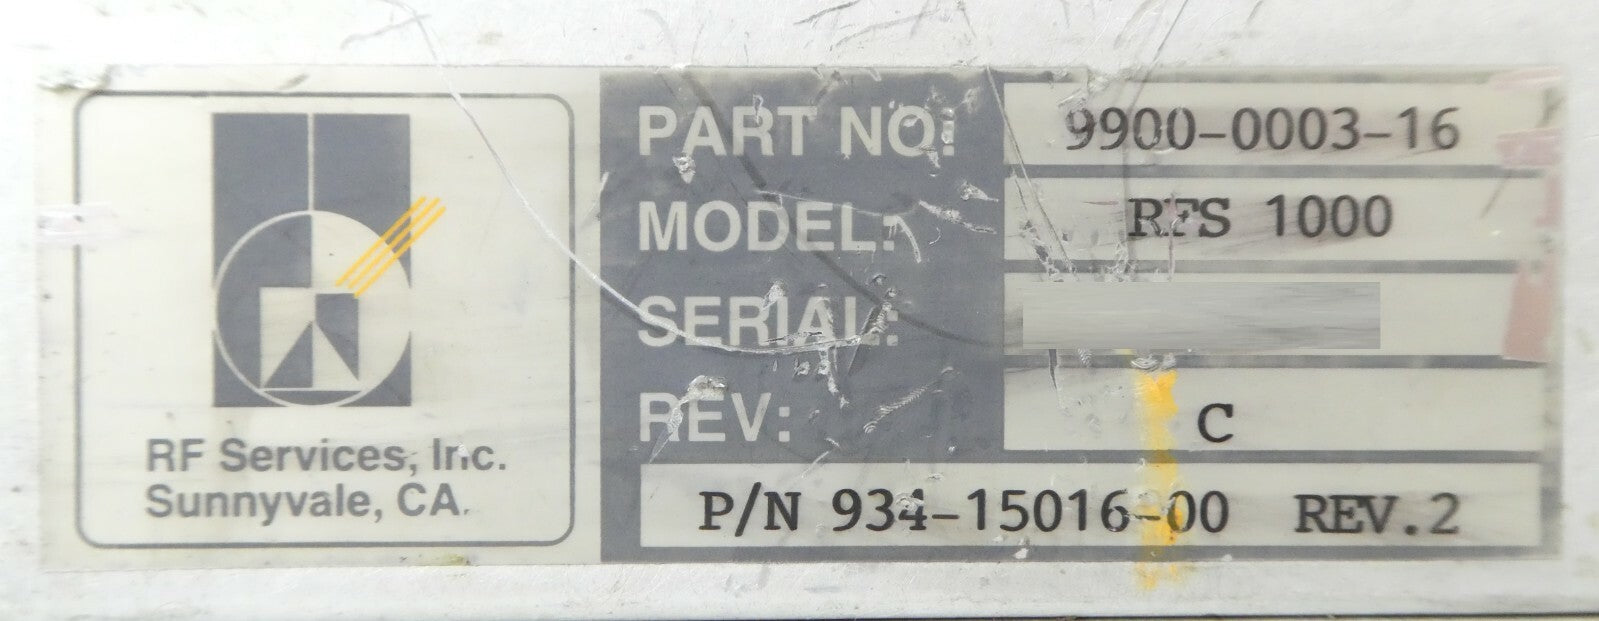 RF Services, Inc.
Sunnyvale, CA.
PART NO: 9900-0003-16
MODEL: RFS 1000
SERIAL:
REV: C
P/N 934-15016-00 REV.2